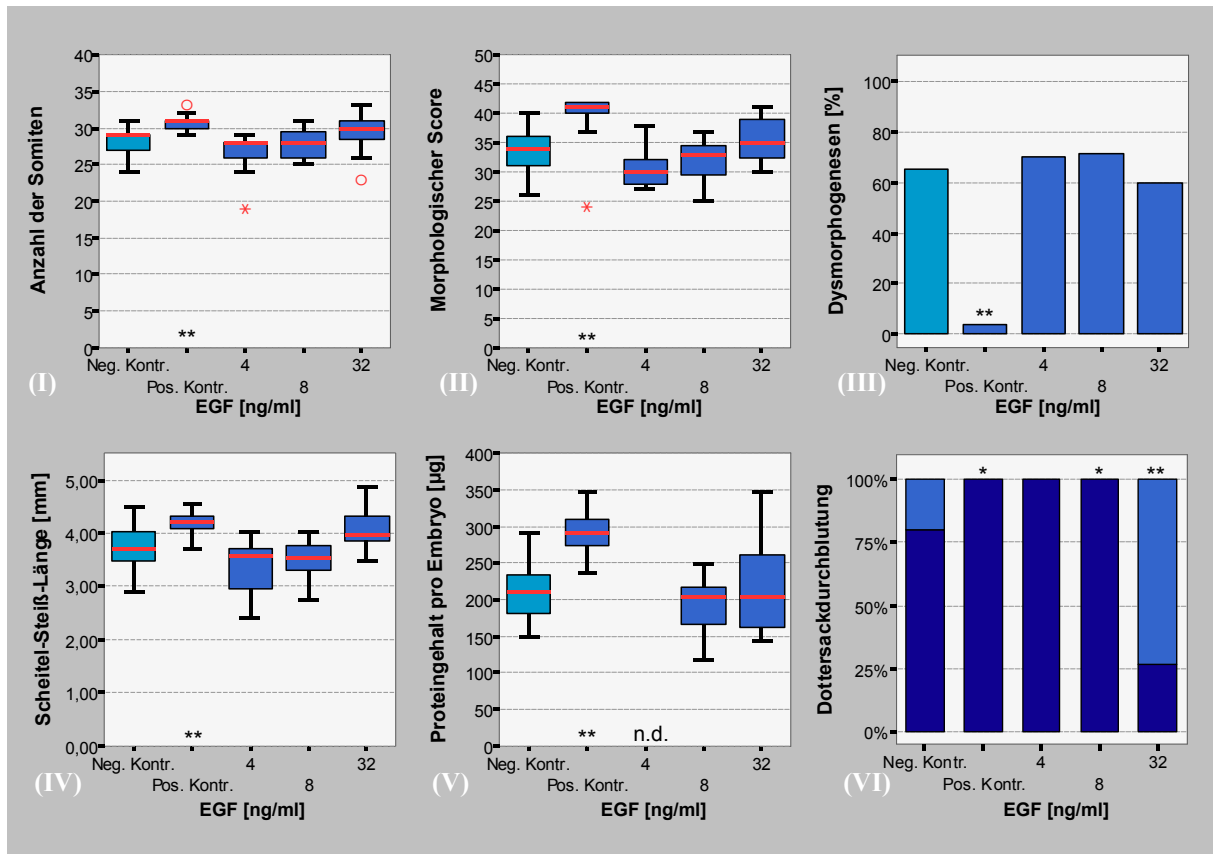 Anzahl der Somiten
40
35
30
25
20
15
10
5
0
**
Neg. Kontr. 4 32
Pos. Kontr. 8
EGF [ng/ml]
(I)
Morphologischer Score
50
45
40
35
30
25
20
15
10
5
0
**
Neg. Kontr. 4 32
Pos. Kontr. 8
EGF [ng/ml]
(II)
Dysmorphogenesen [%]
100
80
60
40
20
0
**
Neg. Kontr. 4 32
Pos. Kontr. 8
EGF [ng/ml]
(III)
Scheitel-Steiß-Länge [mm]
5,00
4,00
3,00
2,00
1,00
0,00
**
Neg. Kontr. 4 32
Pos. Kontr. 8
EGF [ng/ml]
(IV)
Proteingehalt pro Embryo [µg]
400
350
300
250
200
150
100
50
0
** n.d.
Neg. Kontr. 4 32
Pos. Kontr. 8
EGF [ng/ml]
(V)
Dottersackdurchblutung
* * **
100%
75%
50%
25%
0%
Neg. Kontr. 4 32
Pos. Kontr. 8
EGF [ng/ml]
(VI)